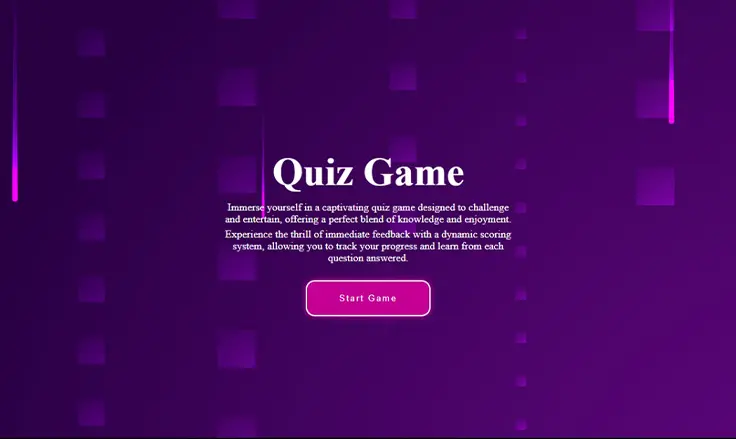 Quiz Game
Immerse yourself in a captivating quiz game designed to challenge
and entertain, offering a perfect blend of knowledge and enjoyment.
Experience the thrill of immediate feedback with a dynamic scoring
system, allowing you to track your progress and learn from each
question answered.
Start Game